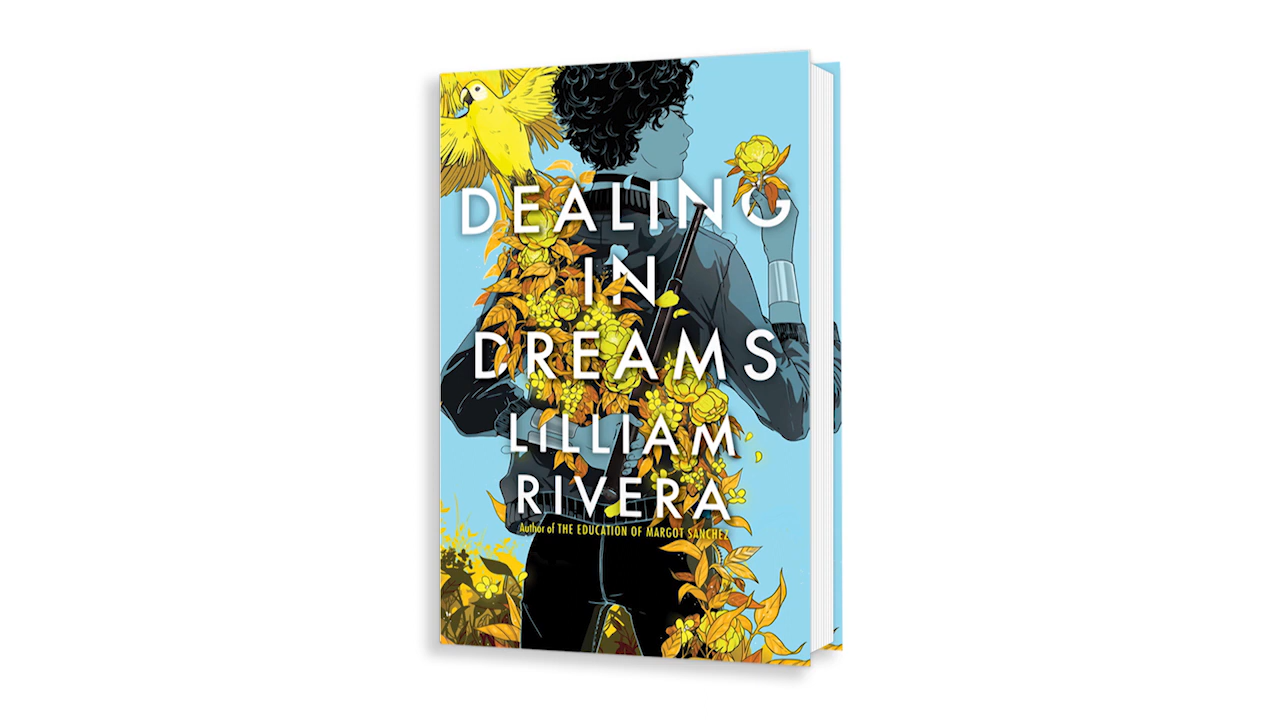 DEALING
IN
DREAMS
LILLIAM
RIVERA
Author of THE EDUCATION OF MARGOT SANCHEZ